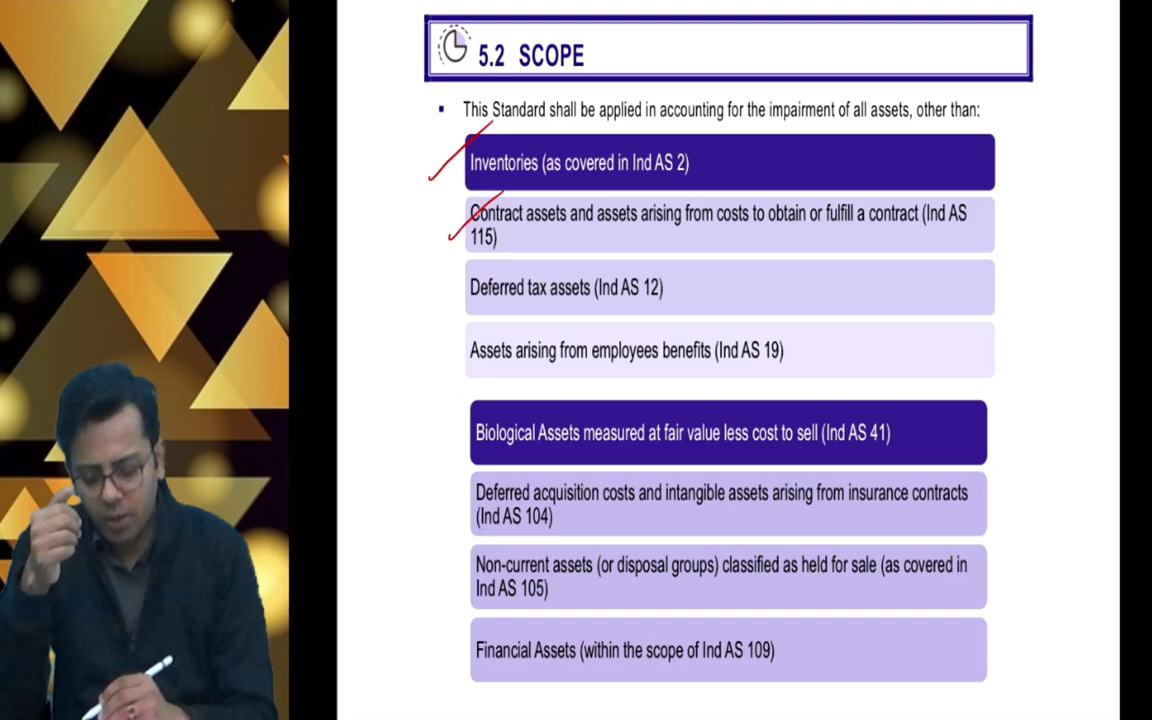 5.2 SCOPE
▪ This Standard shall be applied in accounting for the impairment of all assets, other than:
Inventories (as covered in Ind AS 2)
Contract assets and assets arising from costs to obtain or fulfill a contract (Ind AS
115)
Deferred tax assets (Ind AS 12)
Assets arising from employees benefits (Ind AS 19)
Biological Assets measured at fair value less cost to sell (Ind AS 41)
Deferred acquisition costs and intangible assets arising from insurance contracts
(Ind AS 104)
Non-current assets (or disposal groups) classified as held for sale (as covered in
Ind AS 105)
Financial Assets (within the scope of Ind AS 109)